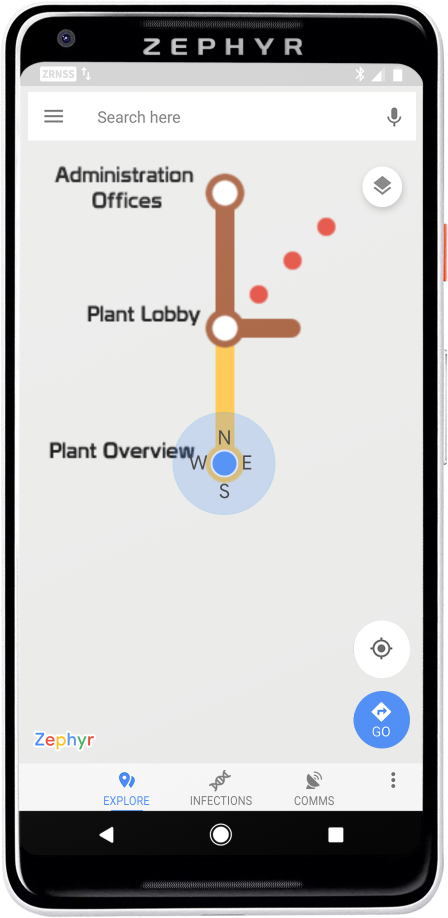 ZEPHYR
ZRNSS
Search here
Administration
Offices
Plant Lobby
Plant Overview
N
W E
S
GO
Zephyr
EXPLORE INFECTIONS COMMS